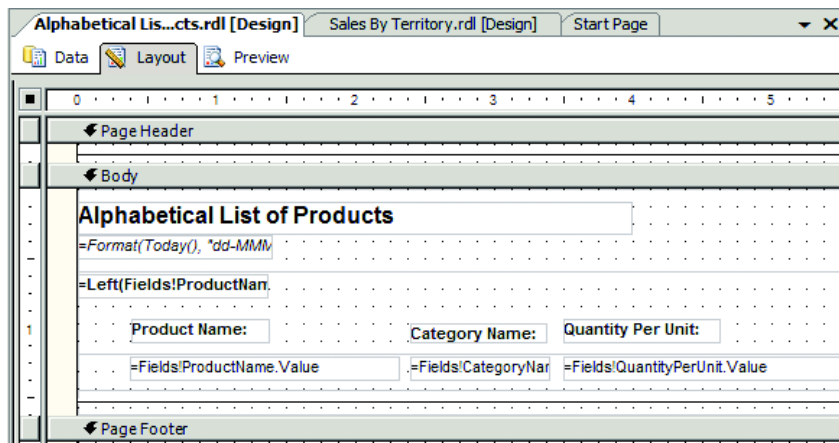 Alphabetical Lis...cts.rdl [Design] Sales By Territory.rdl [Design] Start Page
Data Layout Preview
0 1 2 3 4 5
Page Header
Body
Alphabetical List of Products
=Format(Today(), "dd-MMM
=Left(Fields!ProductNam
1
Product Name: Category Name: Quantity Per Unit:
=Fields!ProductName.Value =Fields!CategoryNar =Fields!QuantityPerUnit.Value
Page Footer